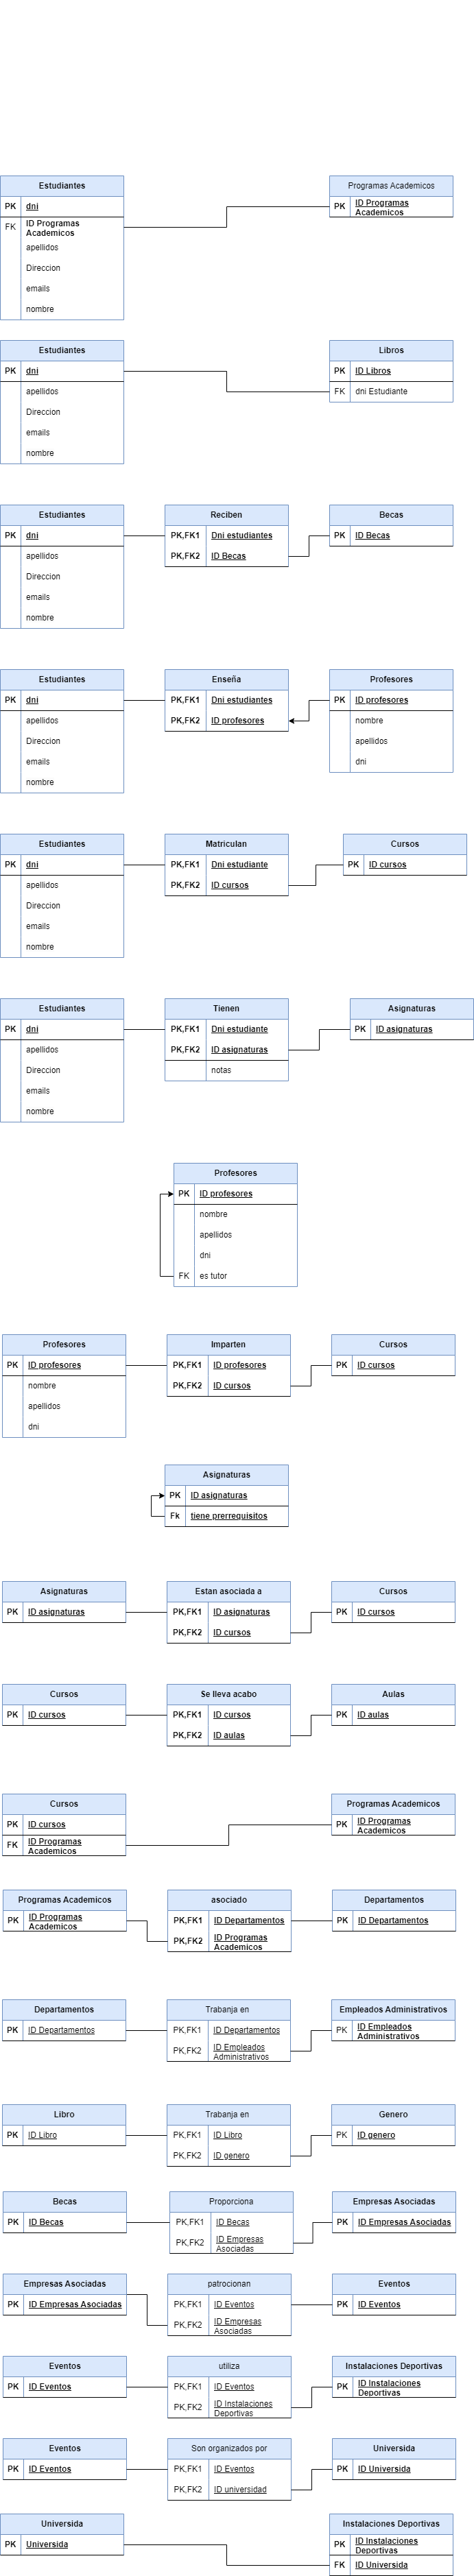 Estudiantes
PK dni
FK ID Programas
Academicos
apellidos
Direccion
emails
nombre
Programas Academicos
PK ID Programas
Academicos
Estudiantes
PK dni
apellidos
Direccion
emails
nombre
Libros
PK ID Libros
FK dni Estudiante
Estudiantes
PK dni
apellidos
Direccion
emails
nombre
Reciben
PK,FK1 Dni estudiantes
PK,FK2 ID Becas
Becas
PK ID Becas
Estudiantes
PK dni
apellidos
Direccion
emails
nombre
Enseña
PK,FK1 Dni estudiantes
PK,FK2 ID profesores
Profesores
PK ID profesores
nombre
apellidos
dni
Estudiantes
PK dni
apellidos
Direccion
emails
nombre
Matriculan
PK,FK1 Dni estudiante
PK,FK2 ID cursos
Cursos
PK ID cursos
Estudiantes
PK dni
apellidos
Direccion
emails
nombre
Tienen
PK,FK1 Dni estudiante
PK,FK2 ID asignaturas
notas
Asignaturas
PK ID asignaturas
Profesores
PK ID profesores
nombre
apellidos
dni
FK es tutor
Profesores
PK ID profesores
nombre
apellidos
dni
Imparten
PK,FK1 ID profesores
PK,FK2 ID cursos
Cursos
PK ID cursos
Asignaturas
PK ID asignaturas
Fk tiene prerrequisitos
Asignaturas
PK ID asignaturas
Estan asociada a
PK,FK1 ID asignaturas
PK,FK2 ID cursos
Cursos
PK ID cursos
Cursos
PK ID cursos
Se lleva acabo
PK,FK1 ID cursos
PK,FK2 ID aulas
Aulas
PK ID aulas
Cursos
PK ID cursos
FK ID Programas
Academicos
Programas Academicos
PK ID Programas
Academicos
Programas Academicos
PK ID Programas
Academicos
asociado
PK,FK1 ID Departamentos
PK,FK2 ID Programas
Academicos
Departamentos
PK ID Departamentos
Departamentos
PK ID Departamentos
Trabanja en
PK,FK1 ID Departamentos
PK,FK2 ID Empleados
Administrativos
Empleados Administrativos
PK ID Empleados
Administrativos
Libro
PK ID Libro
Trabanja en
PK,FK1 ID Libro
PK,FK2 ID genero
Genero
PK ID genero
Becas
PK ID Becas
Proporciona
PK,FK1 ID Becas
PK,FK2 ID Empresas
Asociadas
Empresas Asociadas
PK ID Empresas Asociadas
Empresas Asociadas
PK ID Empresas Asociadas
patrocionan
PK,FK1 ID Eventos
PK,FK2 ID Empresas
Asociadas
Eventos
PK ID Eventos
Eventos
PK ID Eventos
utiliza
PK,FK1 ID Eventos
PK,FK2 ID Instalaciones
Deportivas
Instalaciones Deportivas
PK ID Instalaciones
Deportivas
Eventos
PK ID Eventos
Son organizados por
PK,FK1 ID Eventos
PK,FK2 ID universidad
Universida
PK ID Universida
Universida
PK Universida
Instalaciones Deportivas
PK ID Instalaciones
Deportivas
FK ID Universida